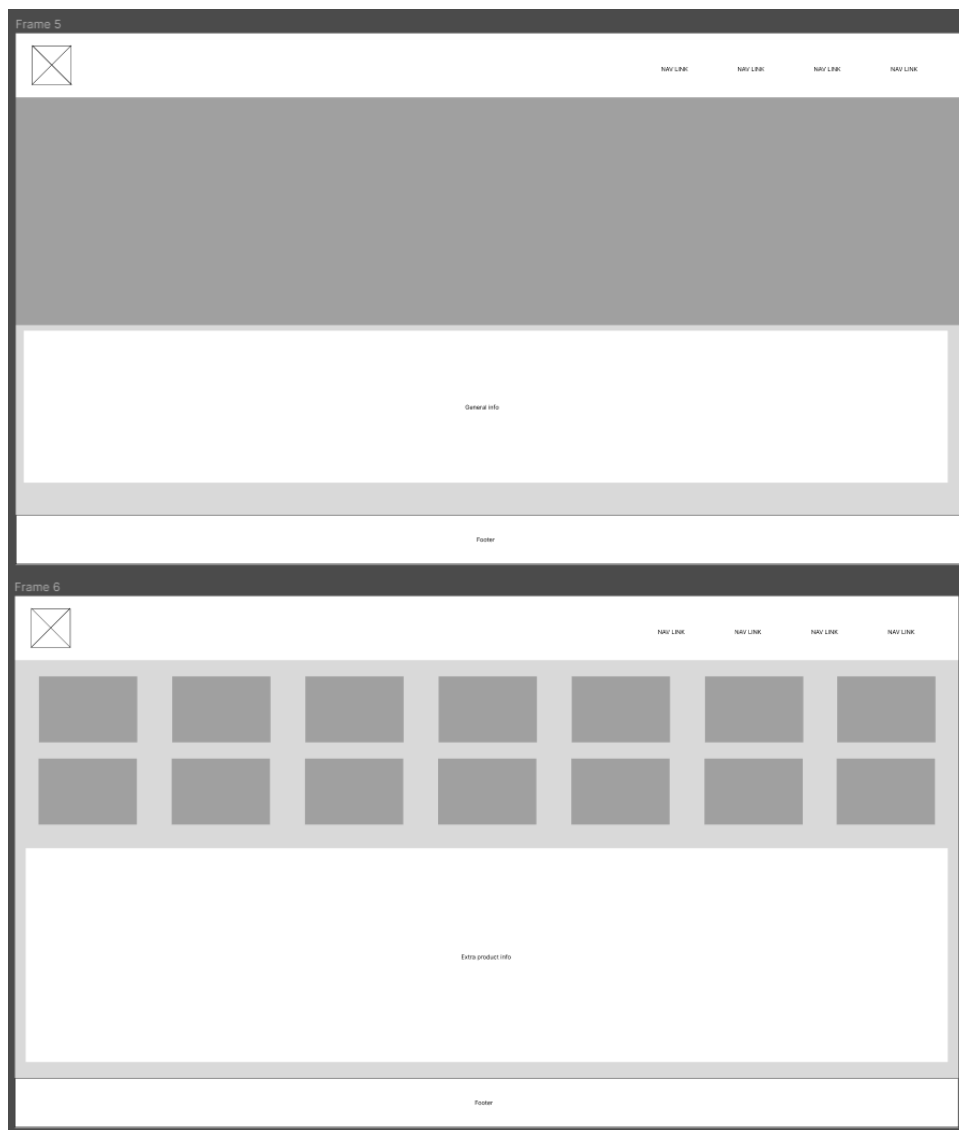 Frame 5
NAV LINK NAV LINK NAV LINK NAV LINK
General info
Footer
Frame 6
NAV LINK NAV LINK NAV LINK NAV LINK
Extra product info
Footer